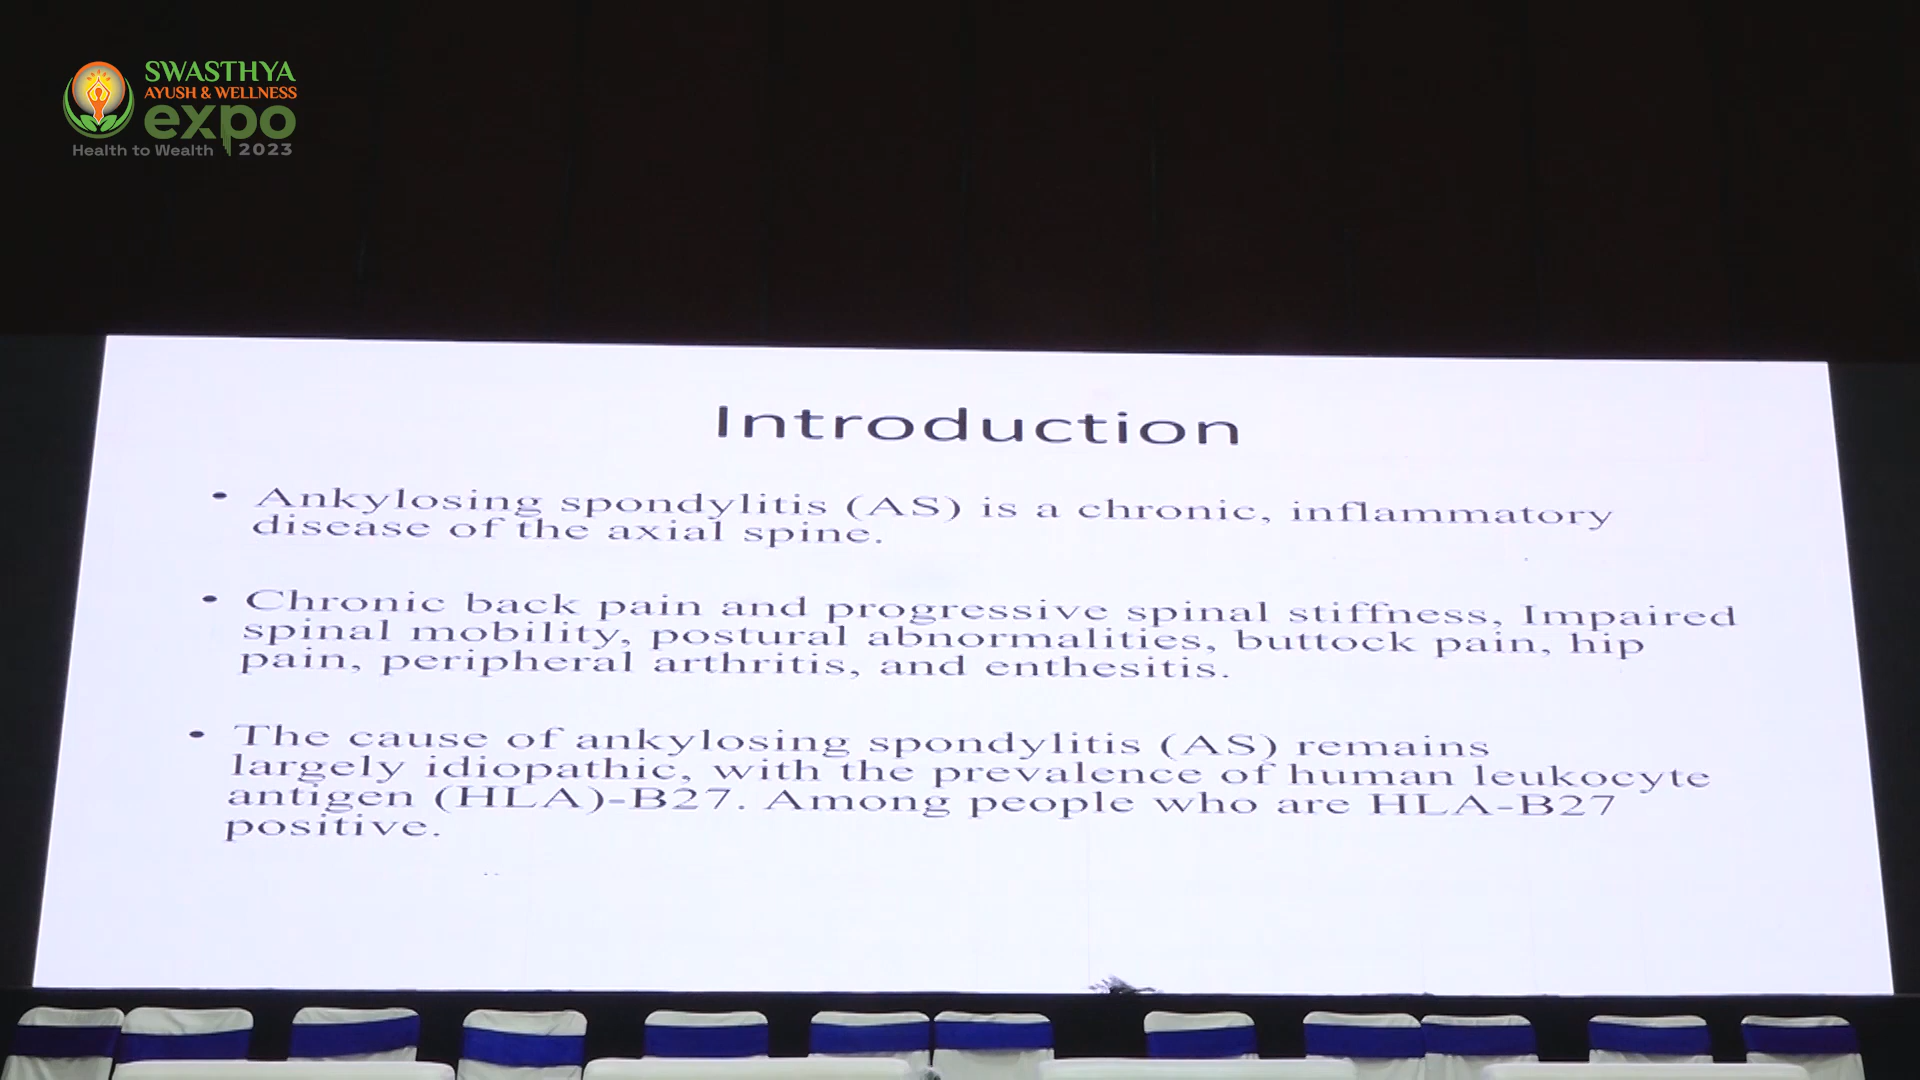 SWASTHYA
AYUSH & WELLNESS
expo
Health to Wealth 2023
Introduction
• Ankylosing spondylitis (AS) is a chronic, inflammatory
disease of the axial spine.
• Chronic back pain and progressive spinal stiffness, Impaired
spinal mobility, postural abnormalities, buttock pain, hip
pain, peripheral arthritis, and enthesitis.
• The cause of ankylosing spondylitis (AS) remains
largely idiopathic, with the prevalence of human leukocyte
antigen (HLA)-B27. Among people who are HLA-B27
positive.